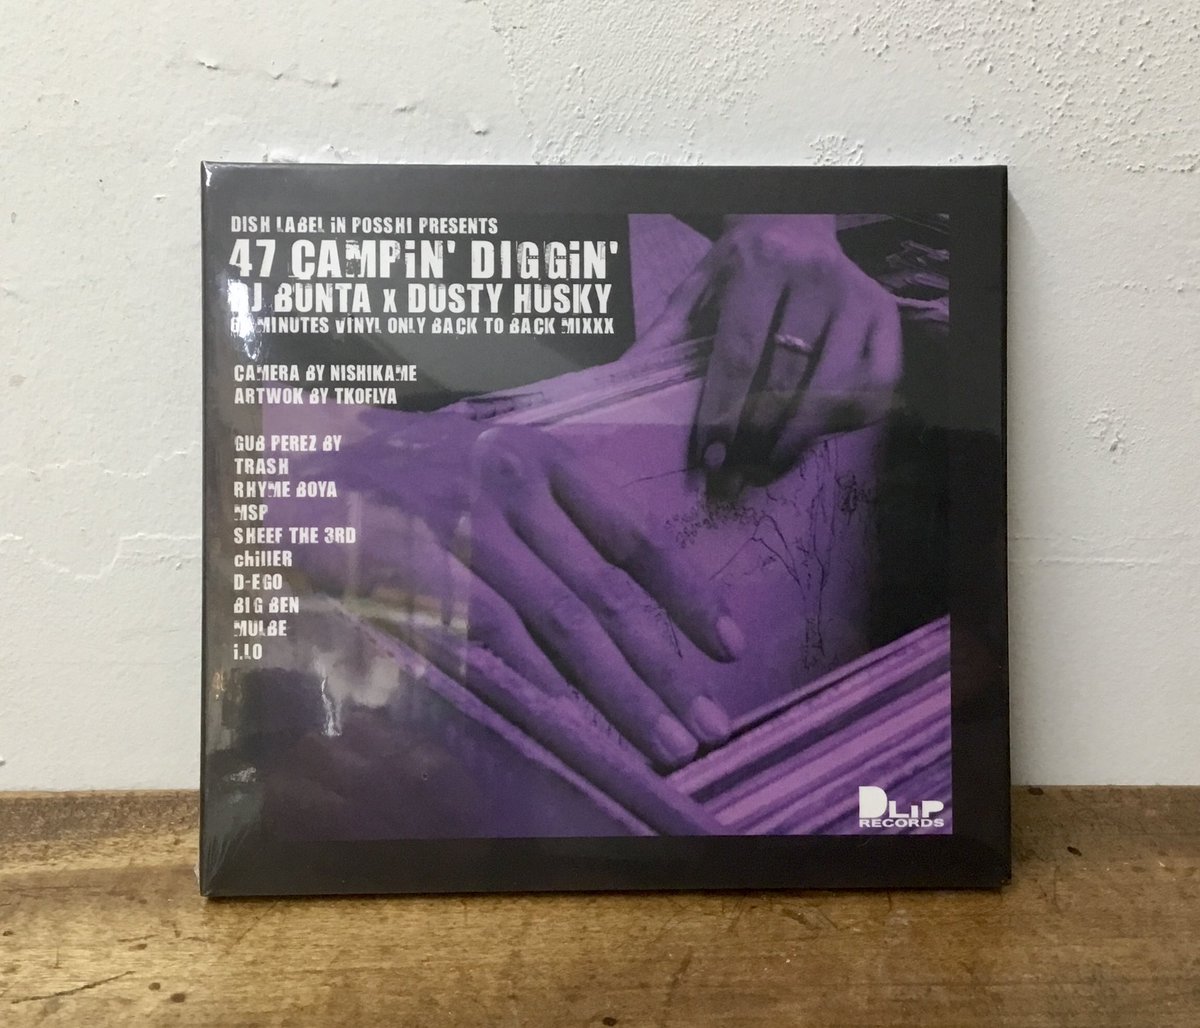 DISH LABEL iN POSSHI PRESENTS
47 CAMPiN' DIGGiN'
DJ BUNTA x DUSTY HUSKY
MINUTES VINYL ONLY BACK TO BACK MIXXX
CAMERA BY NISHIKAME
ARTWOK BY TKOFLYA
GUB PEREZ BY
TRASH
RHYME BOYA
MSP
SHEEF THE 3RD
chillER
D-EGO
BIG BEN
MULBE
i.LO
DLiP
RECORDS